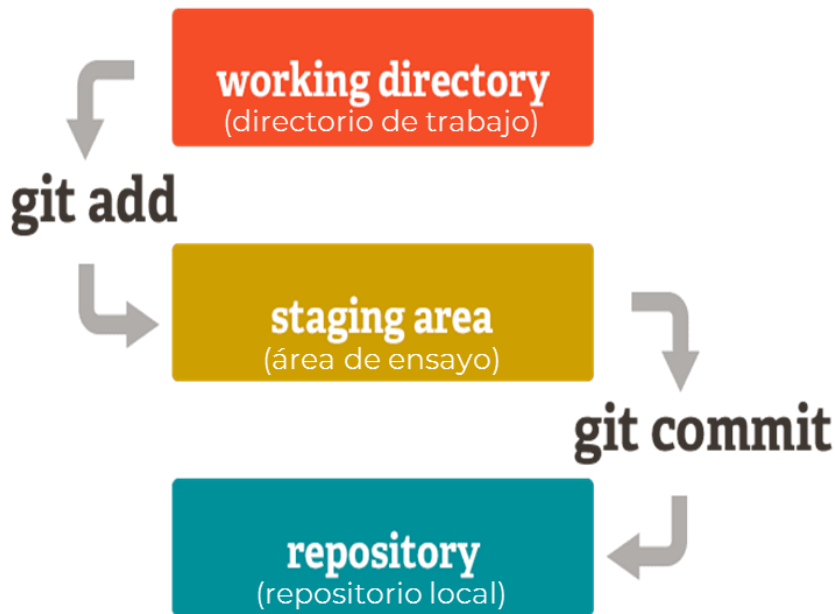 working directory
(directorio de trabajo)
git add
staging area
(área de ensayo)
git commit
repository
(repositorio local)